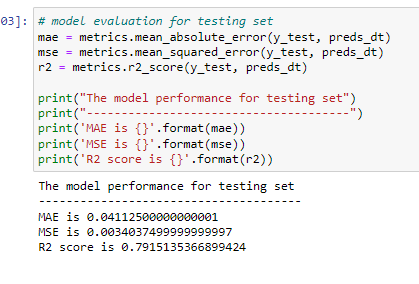 03]: # model evaluation for testing set
mae = metrics.mean_absolute_error(y_test, preds_dt)
mse = metrics.mean_squared_error(y_test, preds_dt)
r2 = metrics.r2_score(y_test, preds_dt)
print("The model performance for testing set")
print("-------------------------------------")
print('MAE is {}'.format(mae))
print('MSE is {}'.format(mse))
print('R2 score is {}'.format(r2))
The model performance for testing set
-------------------------------------
MAE is 0.04112500000000001
MSE is 0.0034037499999999997
R2 score is 0.7915135366899424